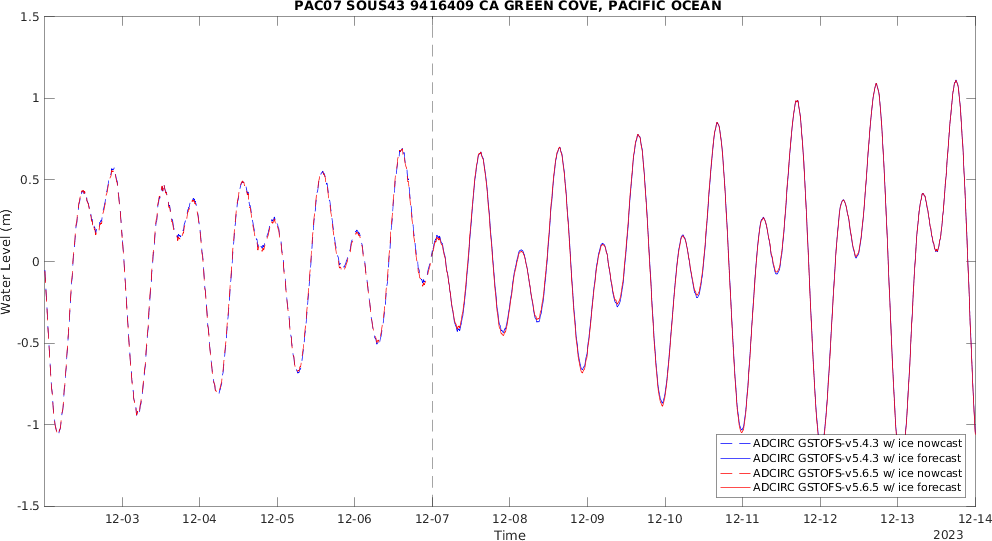 PAC07 SOUS43 9416409 CA GREEN COVE, PACIFIC OCEAN
1.5
1
0.5
0
-0.5
-1
-1.5
Water Level (m)
12-03 12-04 12-05 12-06 12-07 12-08 12-09 12-10 12-11 12-12 12-13 12-14
Time
2023
ADCIRC GSTOFS-v5.4.3 w/ ice nowcast
ADCIRC GSTOFS-v5.4.3 w/ ice forecast
ADCIRC GSTOFS-v5.6.5 w/ ice nowcast
ADCIRC GSTOFS-v5.6.5 w/ ice forecast